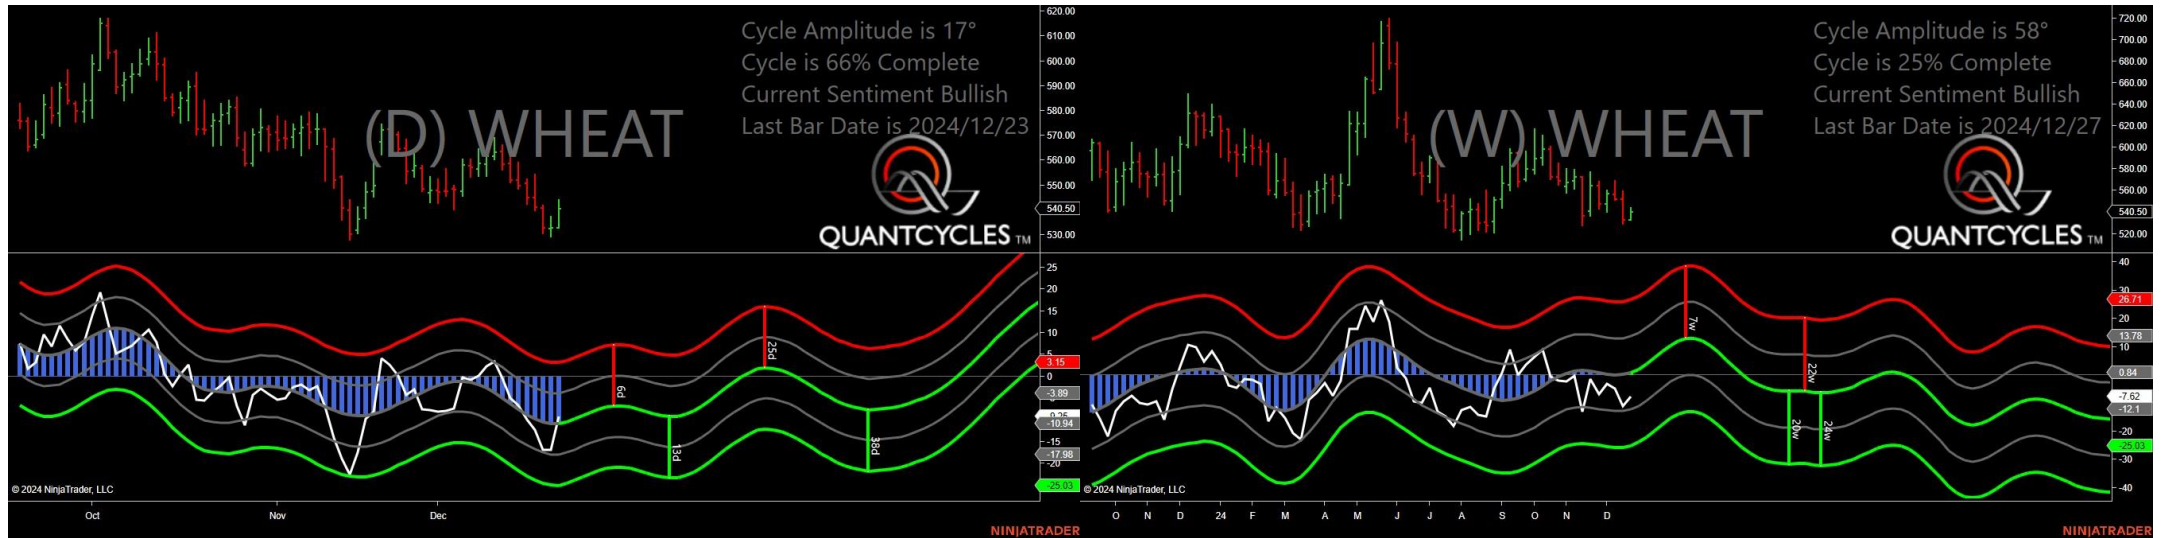 Cycle Amplitude is 17°
Cycle is 66% Complete
Current Sentiment Bullish
Last Bar Date is 2024/12/23
(D) WHEAT
QUANTCYCLES TM
620.00
610.00
600.00
590.00
580.00
570.00
560.00
550.00
540.50
530.00
25
20
15
10
5
3.15
0
-3.89
-10.94
-15
-17.98
-20
-25.03
6d
13d
25d
38d
© 2024 NinjaTrader, LLC
Oct Nov Dec
NINJATRADER
Cycle Amplitude is 58°
Cycle is 25% Complete
Current Sentiment Bullish
Last Bar Date is 2024/12/27
(W) WHEAT
QUANTCYCLES TM
720.00
700.00
680.00
660.00
640.00
620.00
600.00
580.00
560.00
540.50
520.00
40
30
26.71
20
13.78
10
0.84
-7.62
-12.1
-20
-25.03
-30
-40
7w
22w
20w
24w
© 2024 NinjaTrader, LLC
O N D 24 F M A M J J A S O N D
NINJATRADER